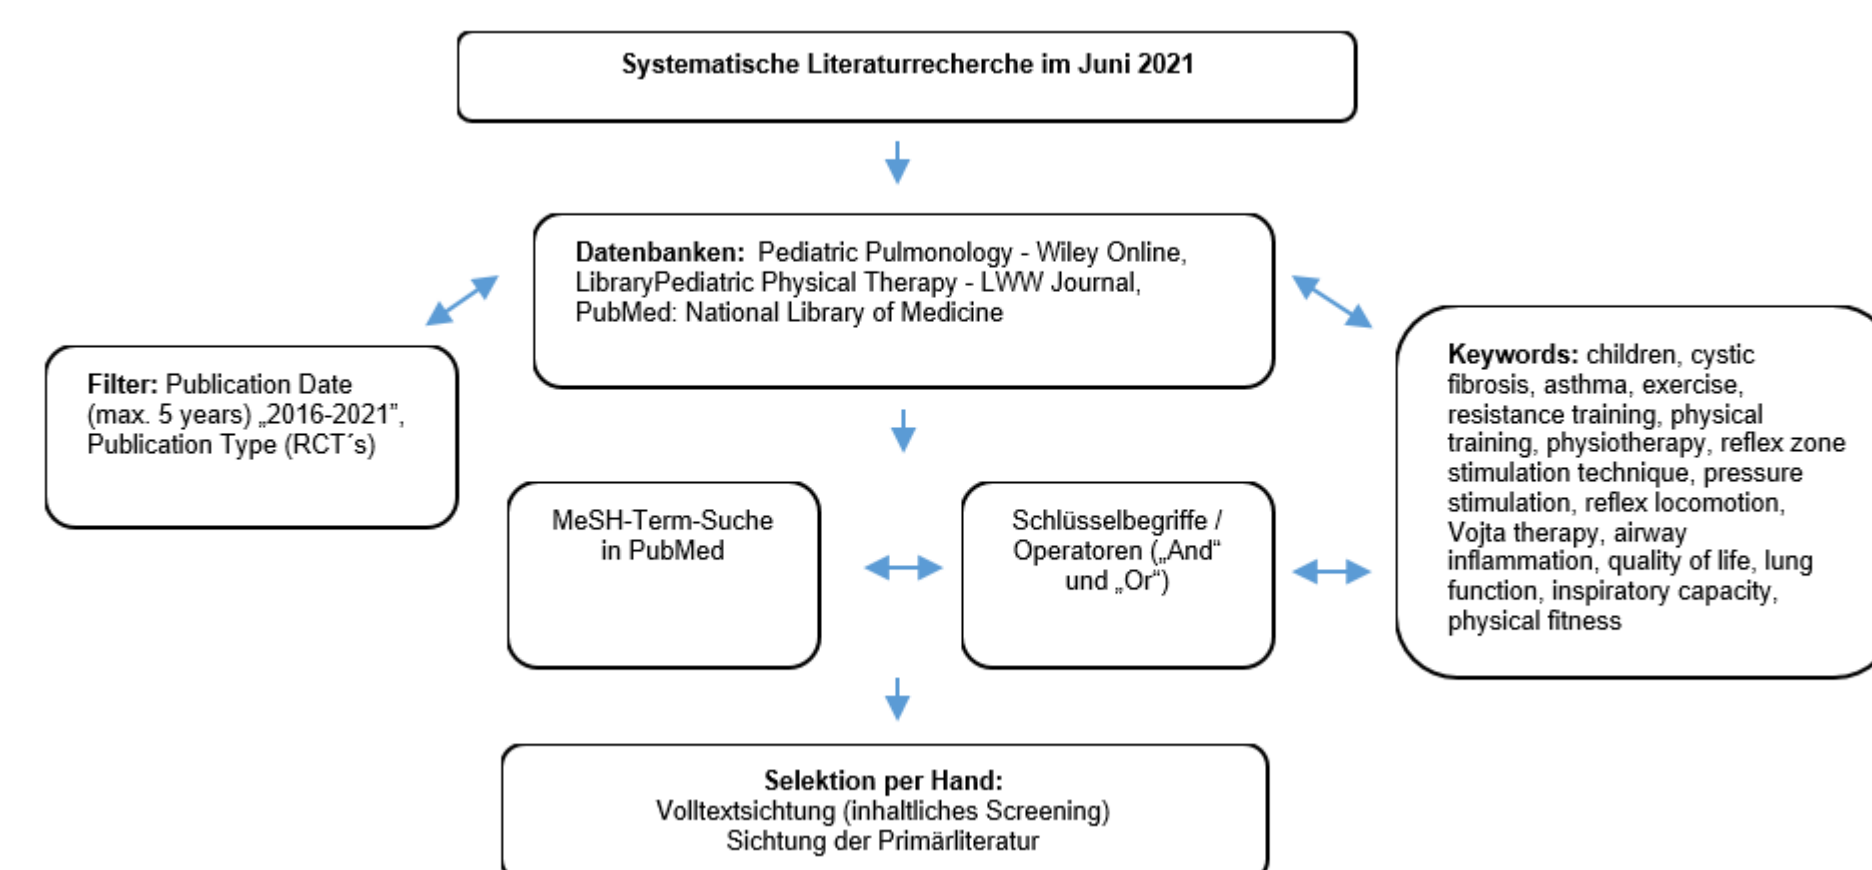 Systematische Literaturrecherche im Juni 2021
Datenbanken: Pediatric Pulmonology - Wiley Online,
LibraryPediatric Physical Therapy - LWW Journal,
PubMed: National Library of Medicine
Filter: Publication Date
(max. 5 years) „2016-2021”,
Publication Type (RCT´s)
Keywords: children, cystic
fibrosis, asthma, exercise,
resistance training, physical
training, physiotherapy, reflex zone
stimulation technique, pressure
stimulation, reflex locomotion,
Vojta therapy, airway
inflammation, quality of life, lung
function, inspiratory capacity,
physical fitness
MeSH-Term-Suche
in PubMed
Schlüsselbegriffe /
Operatoren („And“
und „Or“)
Selektion per Hand:
Volltextsichtung (inhaltliches Screening)
Sichtung der Primärliteratur